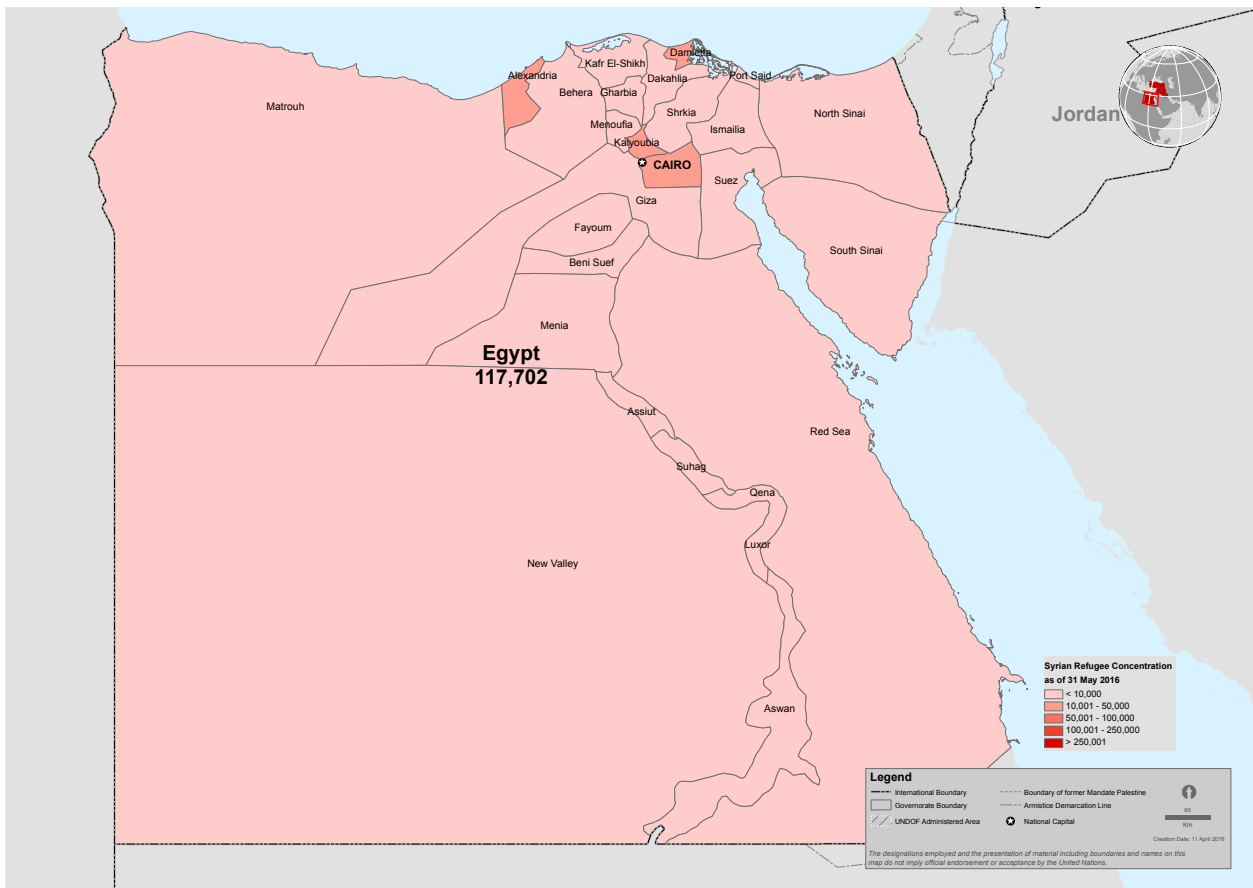 Jordan
Matrouh
Alexandria
Behera
Kafr El-Shikh
Gharbia
Menoufia
Kalyoubia
Dakahlia
Damietta
Port Said
Shrkia
Ismailia
North Sinai
CAIRO
Suez
Giza
Fayoum
Beni Suef
South Sinai
Menia
Egypt
117,702
Assiut
Suhag
Qena
Red Sea
Luxor
New Valley
Aswan
Syrian Refugee Concentration
as of 31 May 2016
< 10,000
10,001 - 50,000
50,001 - 100,000
100,001 - 250,000
> 250,001
Legend
International Boundary
Governorate Boundary
UNDOF Administered Area
Boundary of former Mandate Palestine
Armistice Demarcation Line
National Capital
60
Km
Creation Date: 11 April 2016
The designations employed and the presentation of material including boundaries and names on this
map do not imply official endorsement or acceptance by the United Nations.